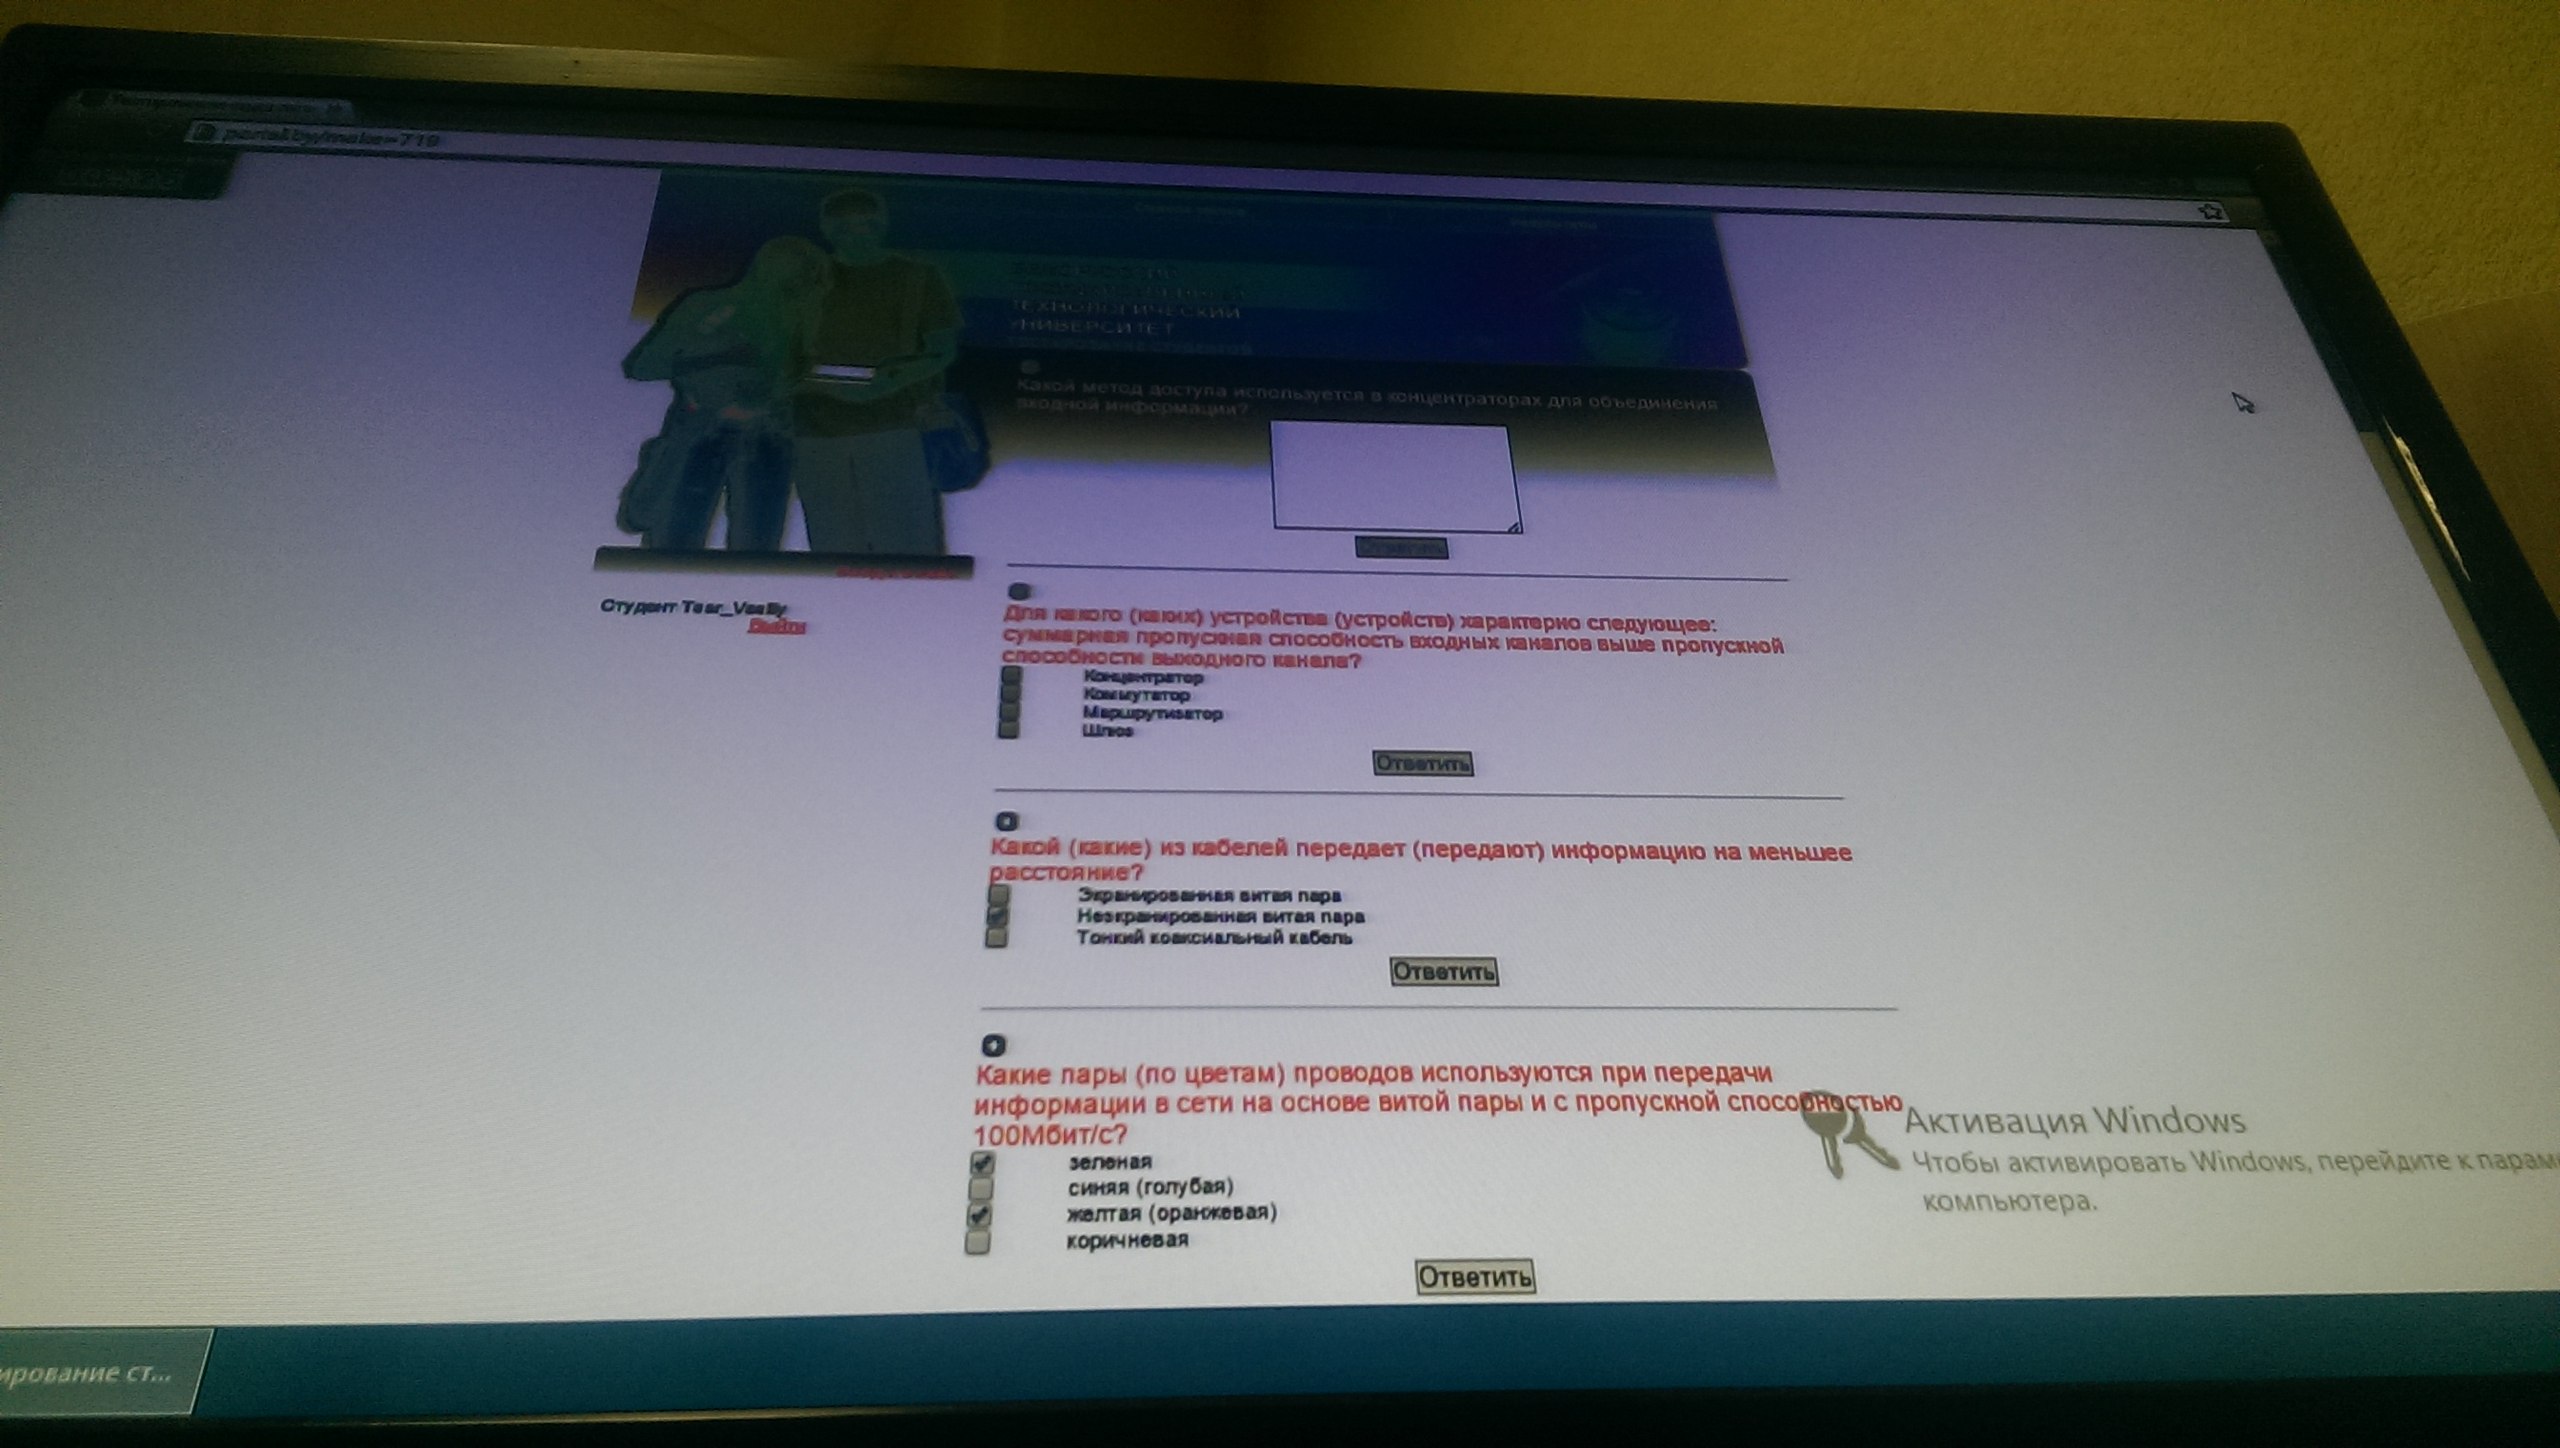 ТЕХНОЛОГИЧЕСКИЙ
УНИВЕРСИТЕТ
Какой метод доступа используется в концентраторах для объединения
входной информации?
Студент Tsar_Vasily
Выйти
Для какого (каких) устройства (устройств) характерно следующее:
суммарная пропускная способность входных каналов выше пропускной
способности выходного канала?
Концентратор
Коммутатор
Маршрутизатор
Шлюз
Ответить
Какой (какие) из кабелей передает (передают) информацию на меньшее
расстояние?
Экранированная витая пара
Неэкранированная витая пара
Тонкий коаксиальный кабель
Ответить
Какие пары (по цветам) проводов используются при передачи
информации в сети на основе витой пары и с пропускной способностью
100Мбит/с?
зеленая
синяя (голубая)
желтая (оранжевая)
коричневая
Ответить
Активация Windows
Чтобы активировать Windows, перейдите к парам
компьютера.
ирование ст...